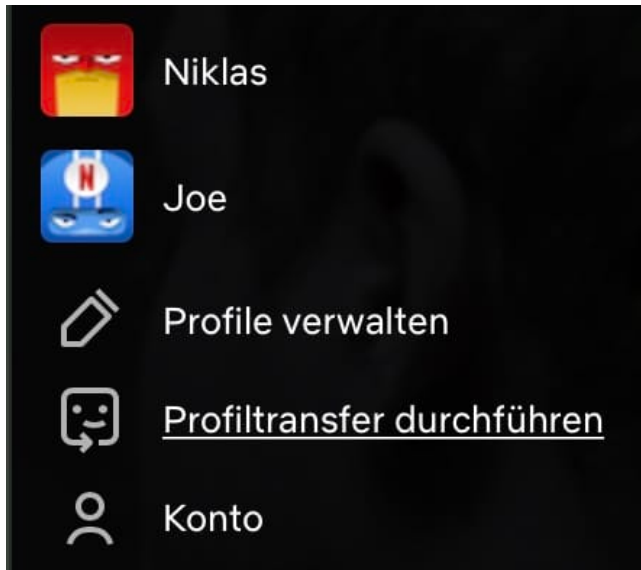 Niklas
N
Joe
Profile verwalten
Profiltransfer durchführen
Konto